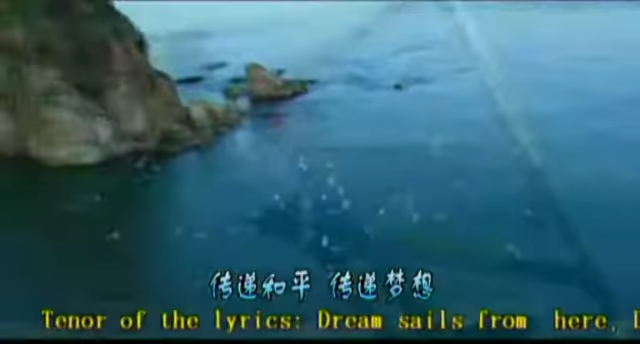 传递和平 传递梦想
Tenor of the lyrics: Dream sails from here,